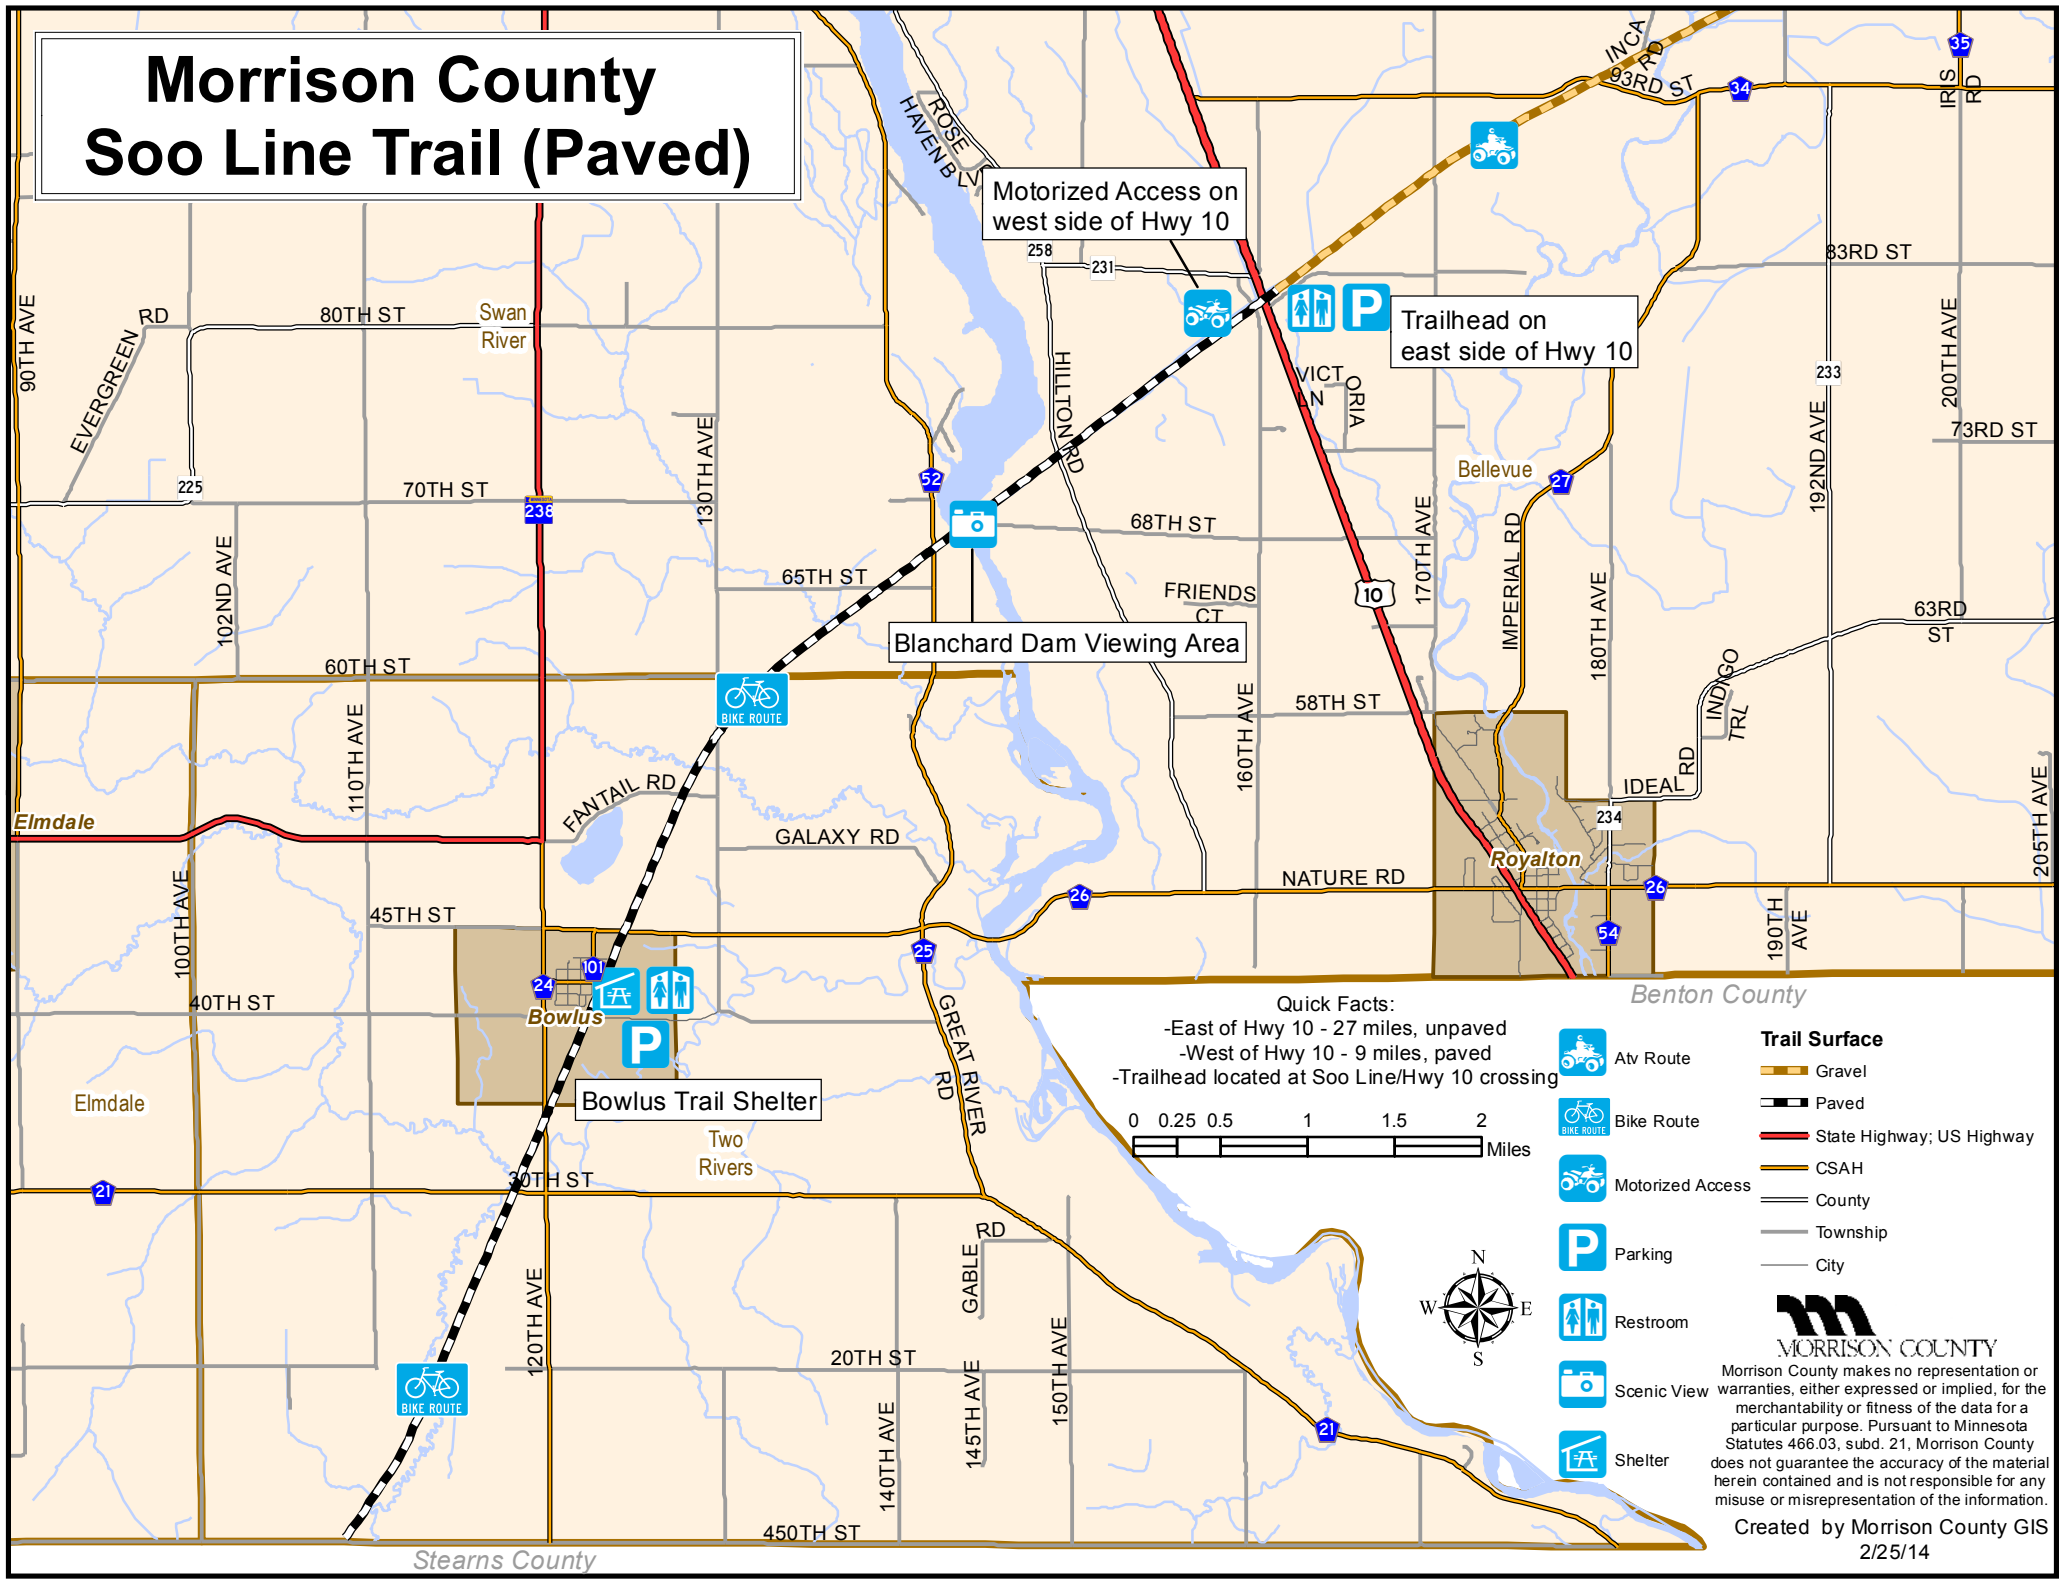 Morrison County
Soo Line Trail (Paved)
INCA RD
93RD ST
34
35
IRIS RD
ROSE
HAVEN BLV
Motorized Access on
west side of Hwy 10
258
231
83RD ST
90TH AVE
EVERGREEN RD
80TH ST
Swan
River
Trailhead on
east side of Hwy 10
P
HILLTON RD
VICT ORIA
LN
233
200TH AVE
192ND AVE
73RD ST
225
70TH ST
MINNESOTA
238
130TH AVE
52
Bellevue
27
68TH ST
102ND AVE
65TH ST
FRIENDS
CT
10
170TH AVE
IMPERIAL RD
180TH AVE
63RD
ST
Blanchard Dam Viewing Area
60TH ST
BIKE ROUTE
110TH AVE
160TH AVE
58TH ST
INDIGO
TRL
IDEAL RD
234
205TH AVE
Elmdale
FANTAIL RD
GALAXY RD
Royalton
100TH AVE
45TH ST
26
NATURE RD
26
54
190TH
AVE
25
101
24
40TH ST
Bowlus
P
GREAT RIVER
RD
Benton County
Elmdale
Bowlus Trail Shelter
Two
Rivers
21
30TH ST
120TH AVE
GABLE RD
BIKE ROUTE
20TH ST
145TH AVE
150TH AVE
140TH AVE
21
450TH ST
Stearns County
Quick Facts:
-East of Hwy 10 - 27 miles, unpaved
-West of Hwy 10 - 9 miles, paved
-Trailhead located at Soo Line/Hwy 10 crossing
0 0.25 0.5 1 1.5 2
Miles
N
W E
S
Atv Route
BIKE ROUTE
Bike Route
Motorized Access
P
Parking
Restroom
Scenic View
Shelter
Trail Surface
Gravel
Paved
State Highway; US Highway
CSAH
County
Township
City
MORRISON COUNTY
Morrison County makes no representation or
warranties, either expressed or implied, for the
merchantability or fitness of the data for a
particular purpose. Pursuant to Minnesota
Statutes 466.03, subd. 21, Morrison County
does not guarantee the accuracy of the material
herein contained and is not responsible for any
misuse or misrepresentation of the information.
Created by Morrison County GIS
2/25/14